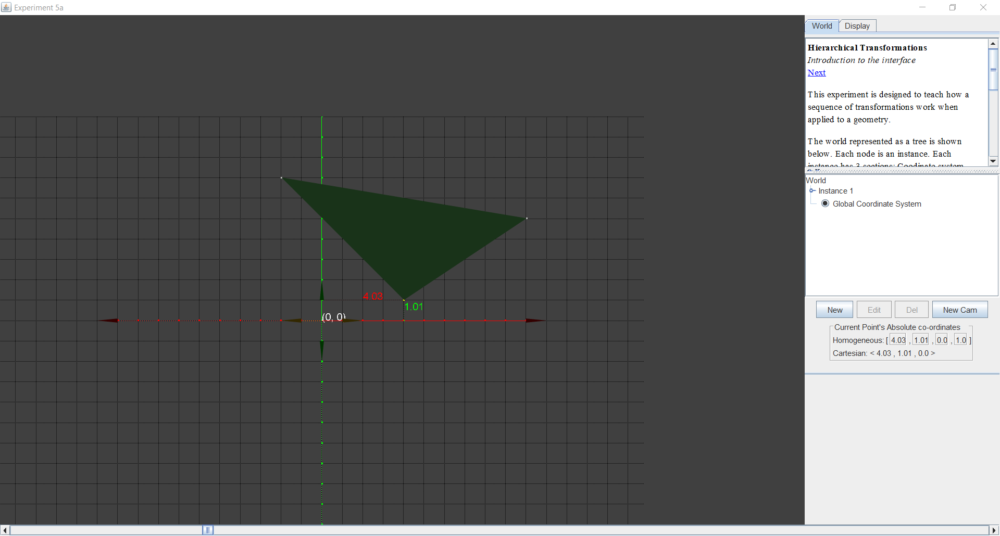 Experiment 5a
World
Display
Hierarchical Transformations
Introduction to the interface
Next
This experiment is designed to teach how a
sequence of transformations work when
applied to a geometry.
The world represented as a tree is shown
below. Each node is an instance. Each
instance has 3 sections: Coodinate system
World
Instance 1
Global Coordinate System
4.03
1.01
(0, 0)
New
Edit
Del
New Cam
Current Point's Absolute co-ordinates
Homogeneous: [ 4.03 , 1.01 , 0.0 , 1.0 ]
Cartesian: < 4.03 , 1.01 , 0.0 >